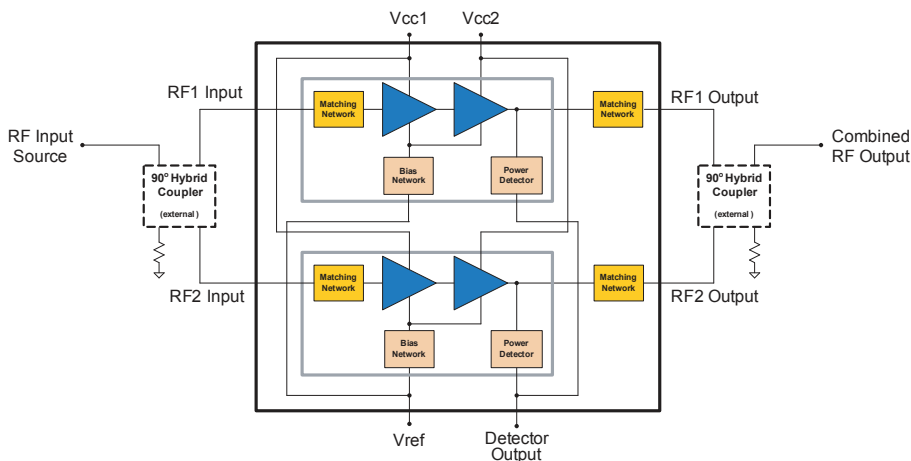 Vcc1
Vcc2
RF1 Input
Matching
Network
Matching
Network
RF1 Output
RF Input
Source
Combined
RF Output
90° Hybrid
Coupler
(external )
Bias
Network
Power
Detector
90° Hybrid
Coupler
(external )
RF2 Input
Matching
Network
Matching
Network
RF2 Output
Bias
Network
Power
Detector
Vref
Detector
Output